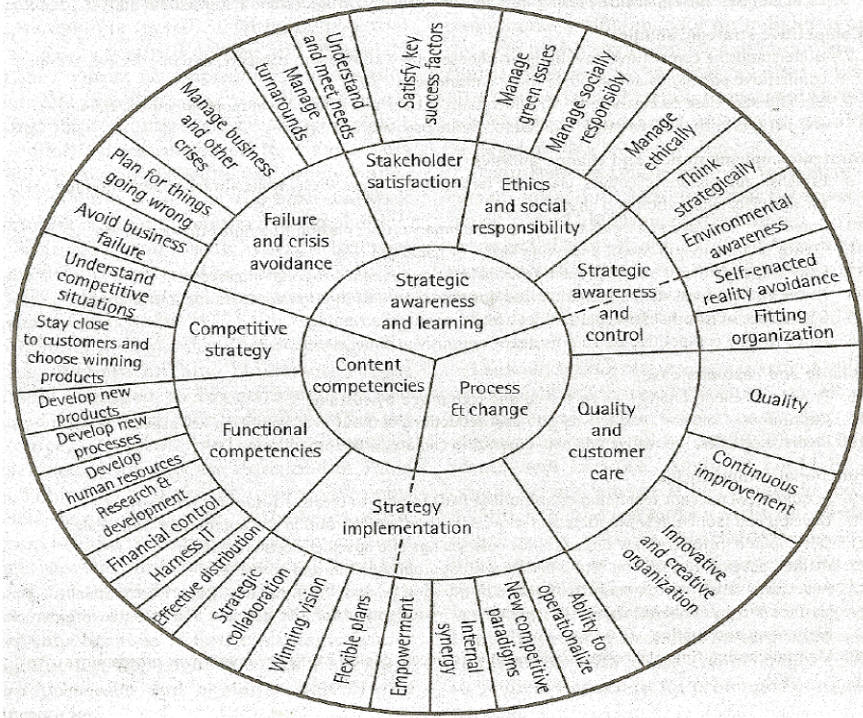 Strategic
awareness
and learning
Content
competencies
Process
& change
Stakeholder
satisfaction
Ethics
and social
responsibility
Strategic
awareness
and
control
Quality
and
customer
care
Strategy
implementation
Functional
competencies
Competitive
strategy
Failure
and crisis
avoidance
Understand
and meet needs
Satisfy key
success factors
Manage
green issues
Manage socially
responsibly
Manage
ethically
Think
strategically
Environmental
awareness
Self-enacted
reality avoidance
Fitting
organization
Quality
Continuous
improvement
Innovative
and creative
organization
Ability to
operationalize
New competitive
paradigms
Internal
synergy
Empowerment
Flexible plans
Winning vision
Strategic
collaboration
Effective distribution
Harness IT
Financial control
Research &
development
Develop
human resources
Develop new
processes
Develop new
products
Stay close
to customers and
choose winning
products
Understand
competitive
situations
Avoid business
failure
Plan for things
going wrong
Manage business
and other
crises
Manage
turnarounds